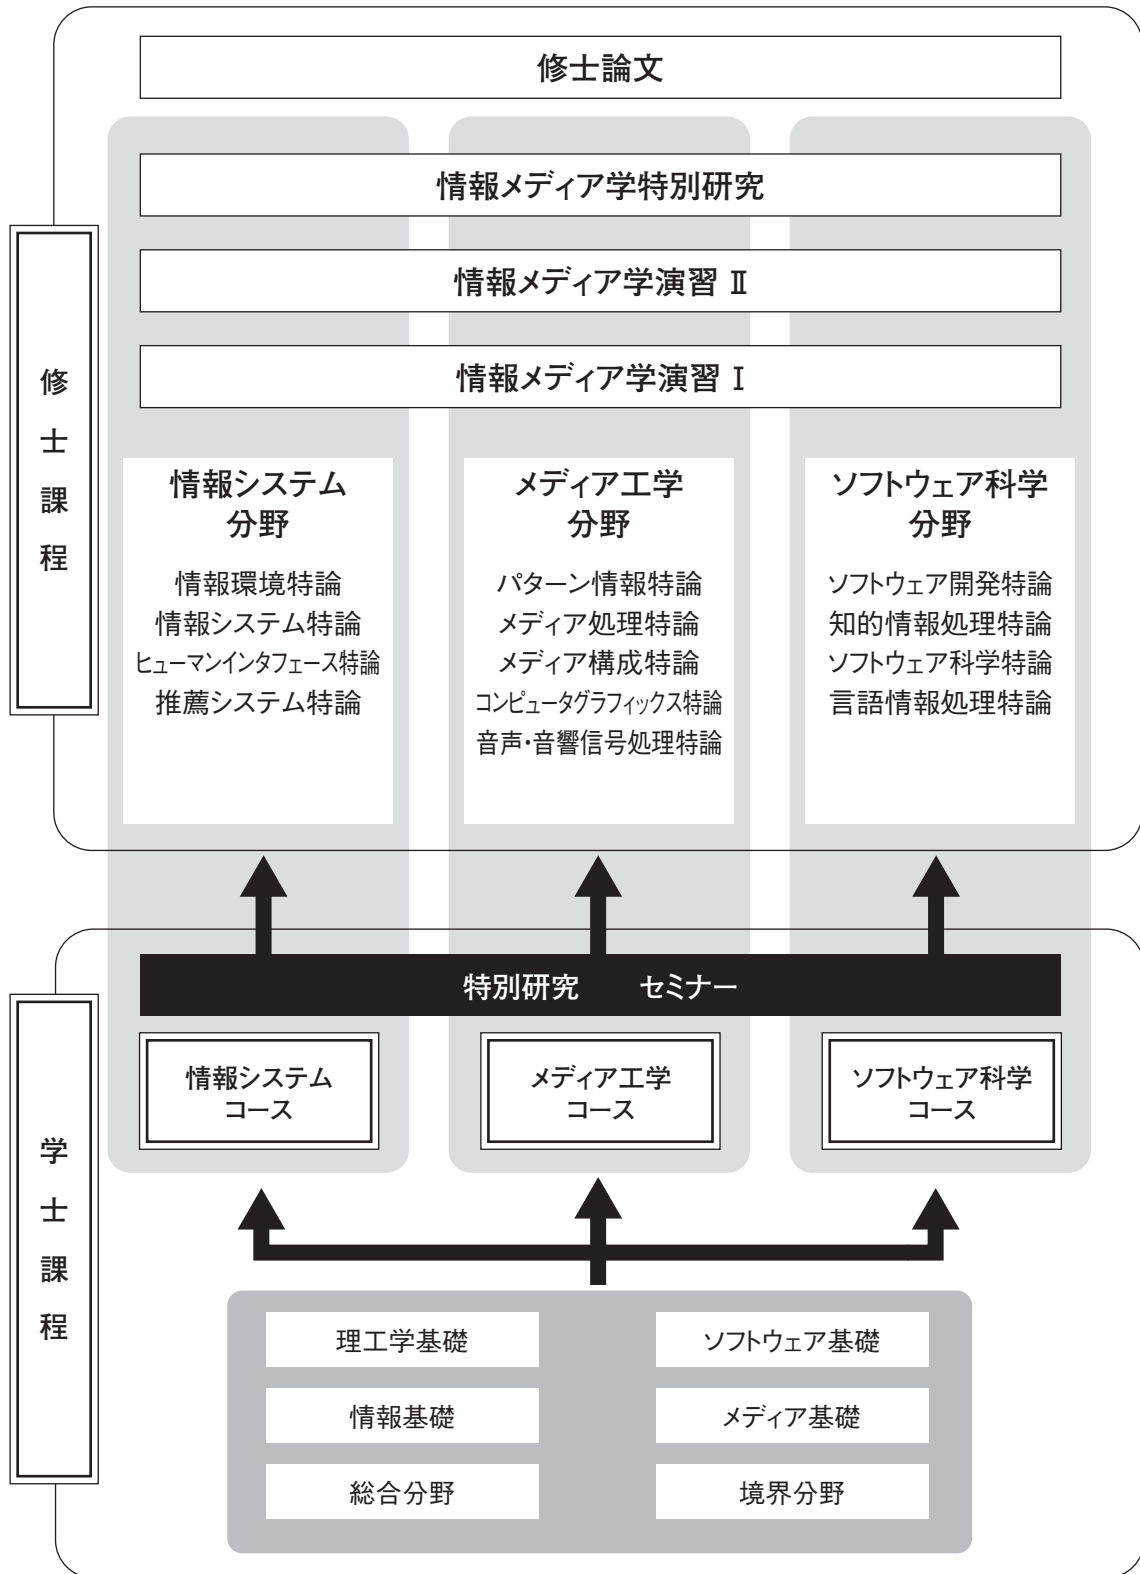 修士論文
情報メディア学特別研究
情報メディア学演習 Ⅱ
情報メディア学演習 Ⅰ
修士課程
情報システム
分野
情報環境特論
情報システム特論
ヒューマンインタフェース特論
推薦システム特論
メディア工学
分野
パターン情報特論
メディア処理特論
メディア構成特論
コンピュータグラフィックス特論
音声・音響信号処理特論
ソフトウェア科学
分野
ソフトウェア開発特論
知的情報処理特論
ソフトウェア科学特論
言語情報処理特論
特別研究 セミナー
学士課程
情報システム
コース
メディア工学
コース
ソフトウェア科学
コース
理工学基礎
ソフトウェア基礎
情報基礎
メディア基礎
総合分野
境界分野